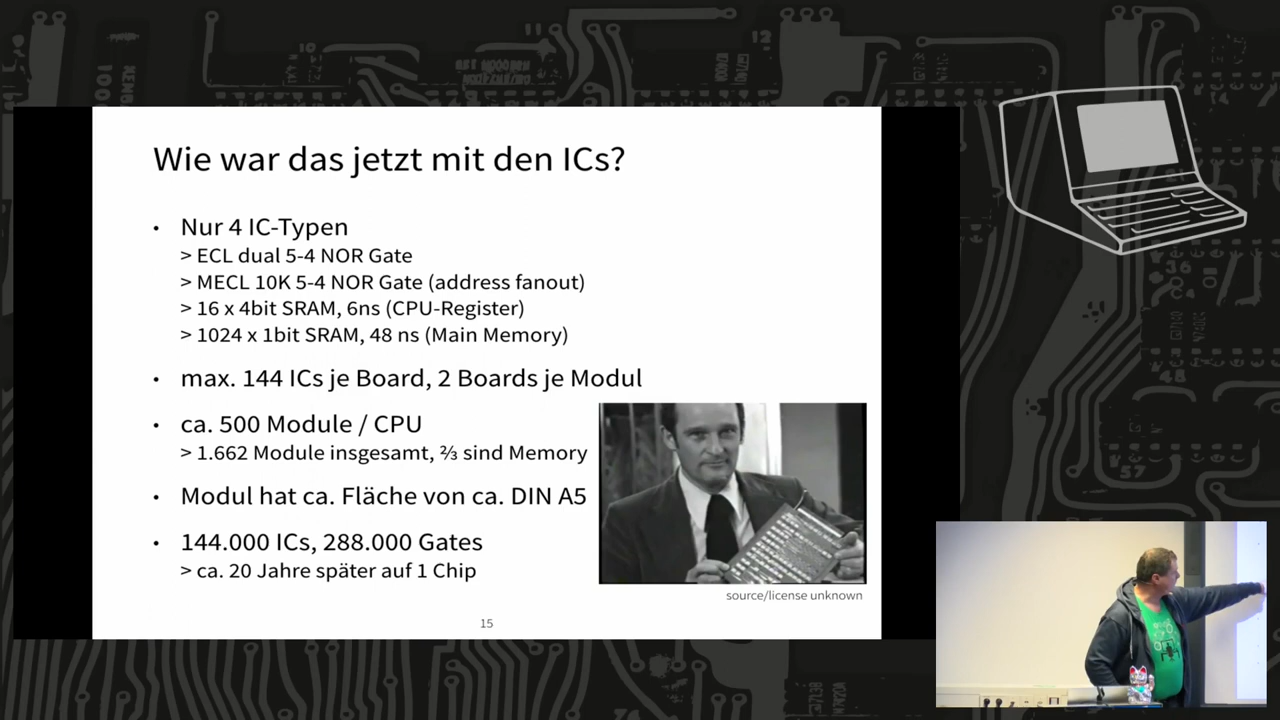 Wie war das jetzt mit den ICs?
• Nur 4 IC-Typen
> ECL dual 5-4 NOR Gate
> MECL 10K 5-4 NOR Gate (address fanout)
> 16 x 4bit SRAM, 6ns (CPU-Register)
> 1024 x 1bit SRAM, 48 ns (Main Memory)
• max. 144 ICs je Board, 2 Boards je Modul
• ca. 500 Module / CPU
> 1.662 Module insgesamt, ⅔ sind Memory
• Modul hat ca. Fläche von ca. DIN A5
• 144.000 ICs, 288.000 Gates
> ca. 20 Jahre später auf 1 Chip
source/license unknown
15
12
36
57